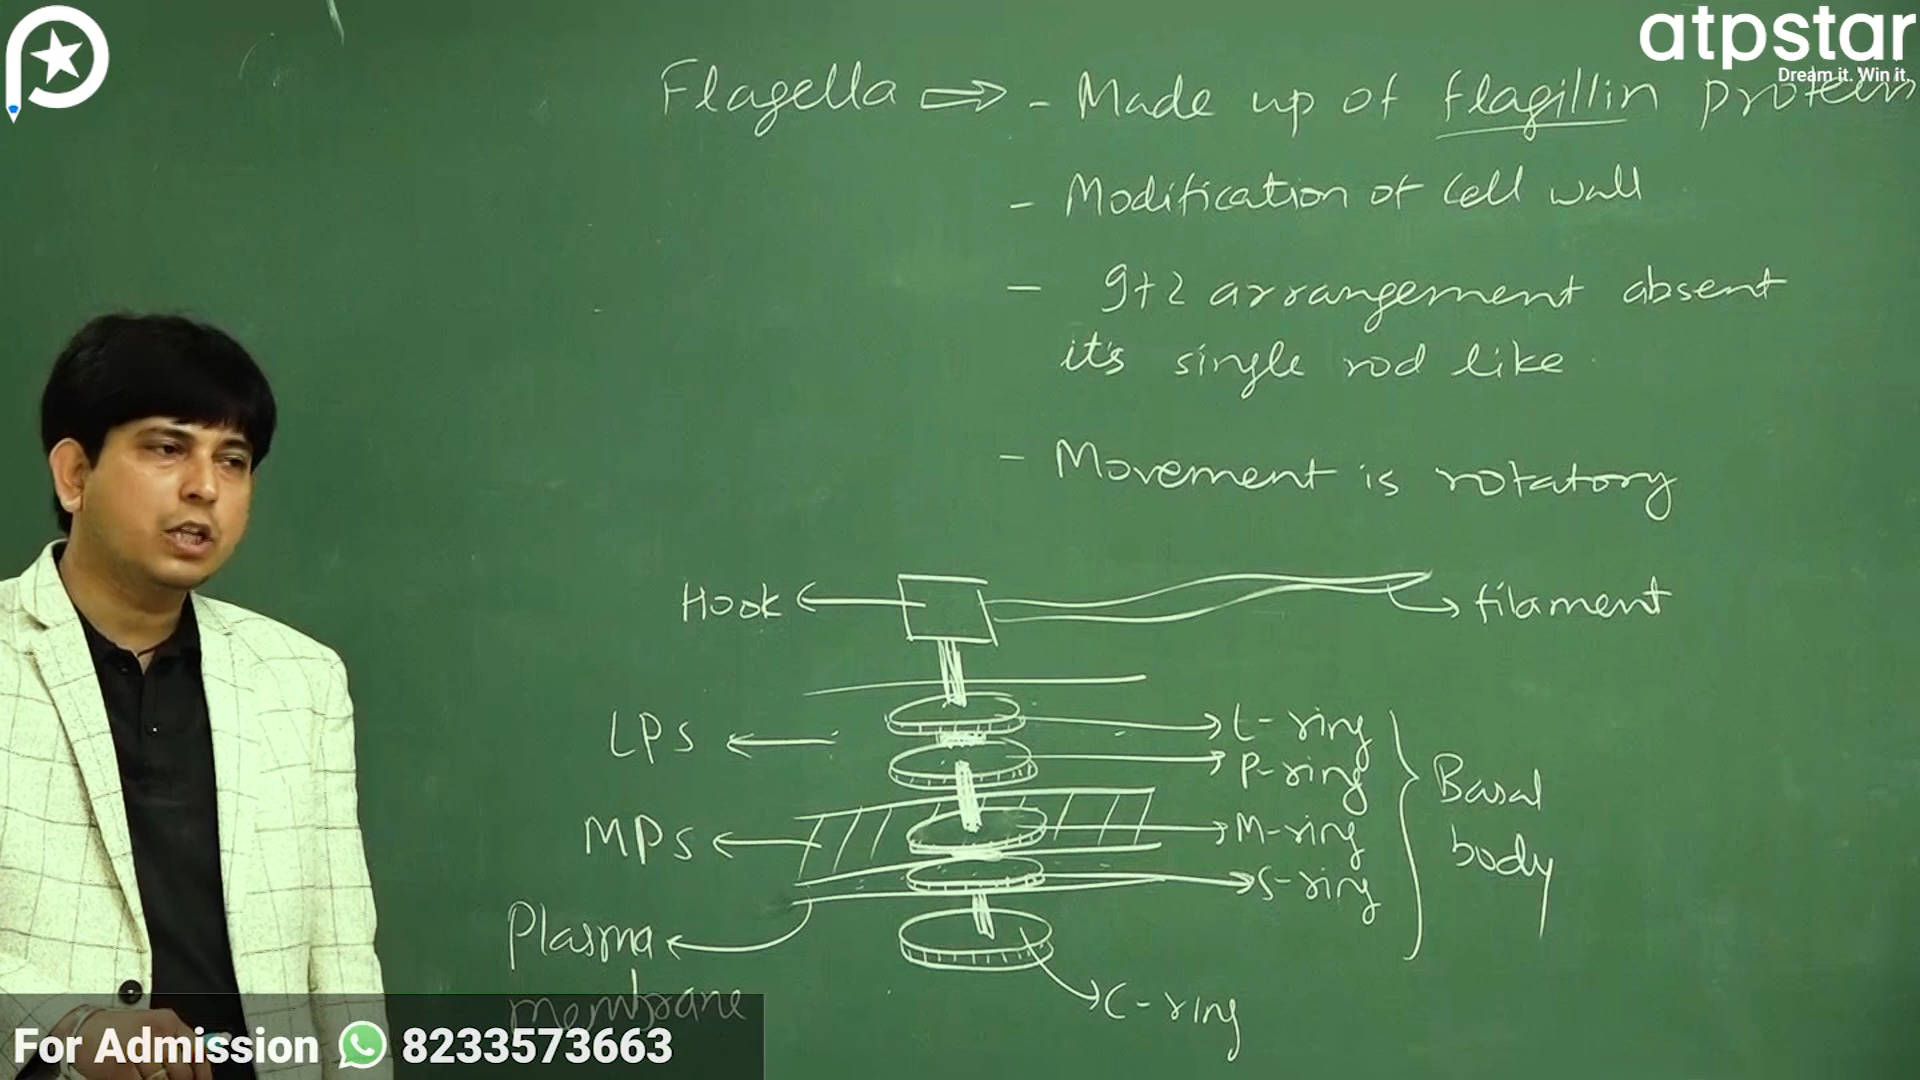 atpstar
Dream it. Win it.
Flagella ⇒ - Made up of flagillin protein
- Modification of cell wall
- 9+2 arrangement absent
it's single rod like
- Movement is rotatory
Hook
filament
LPS
L-ring
P-ring
MPS
M-ring
S-ring
Basal
body
Plasma
membrane
C-ring
For Admission 8233573663